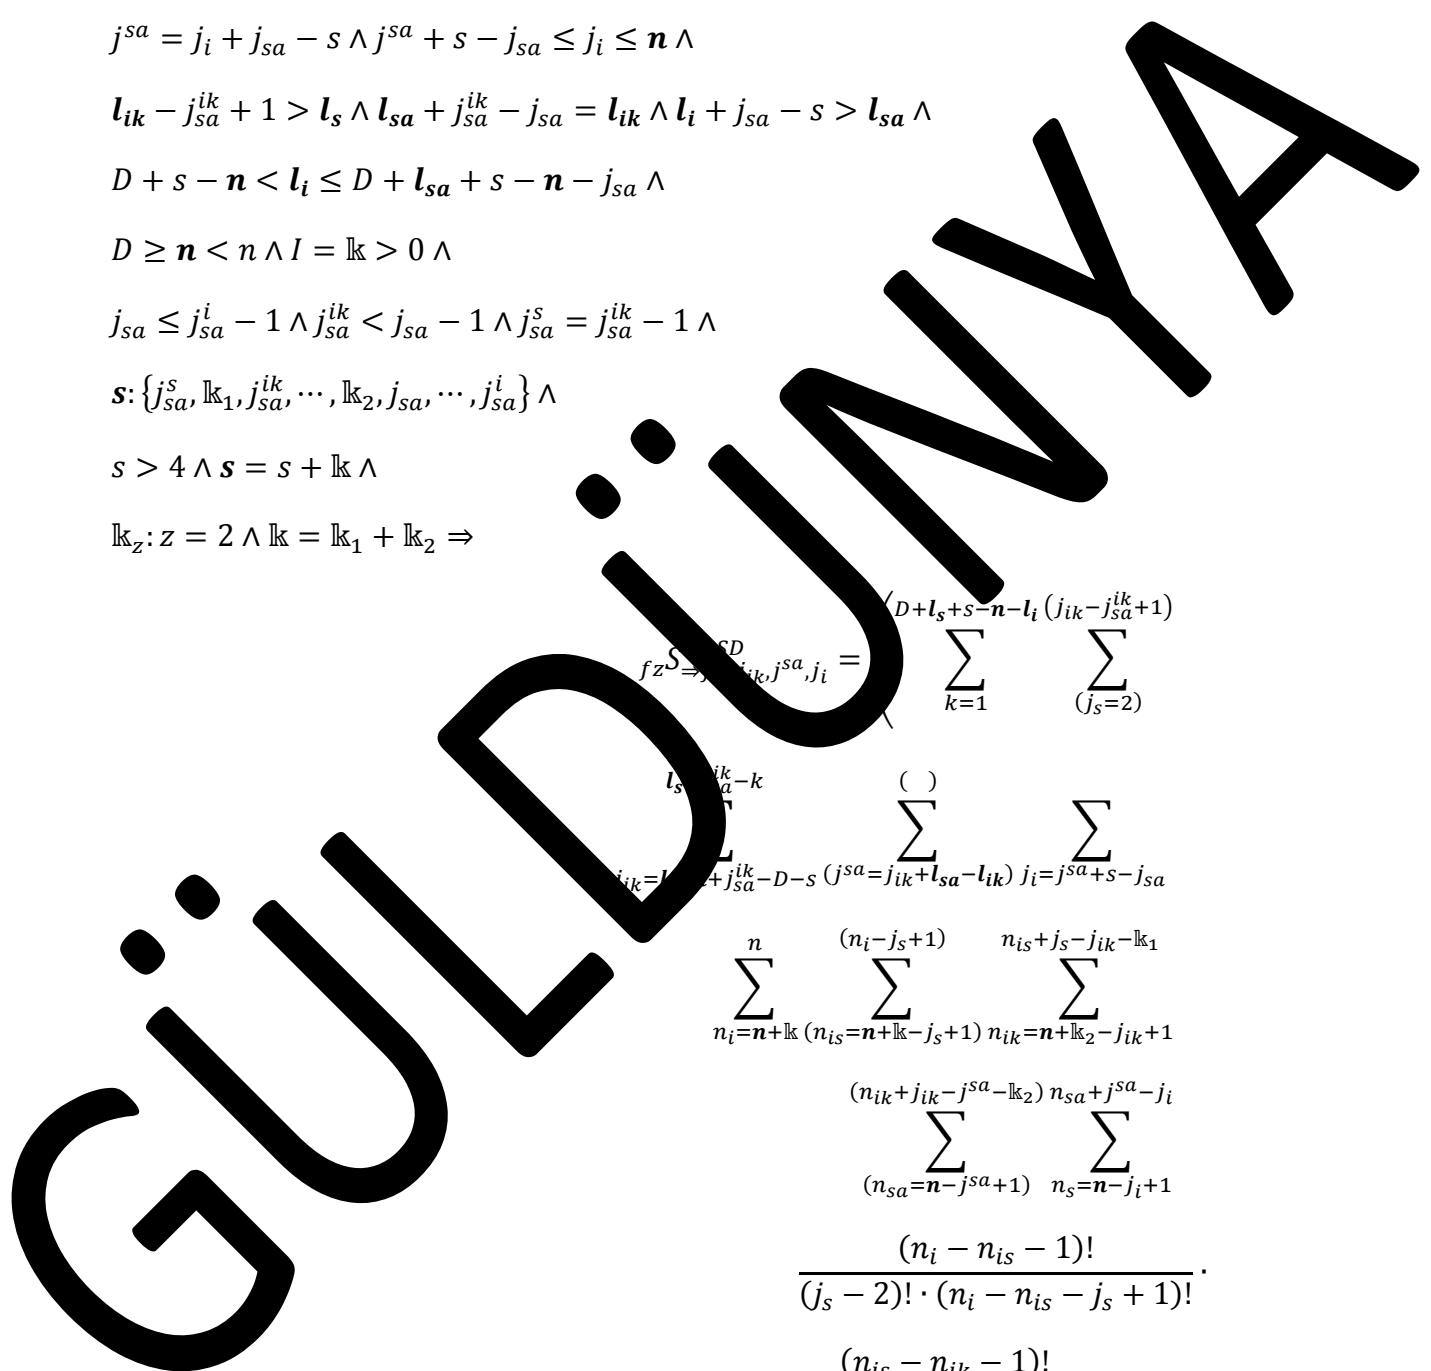 j^{sa} = j_i + j_{sa} − s ∧ j^{sa} + s − j_{sa} ≤ j_i ≤ 𝒏 ∧
𝒍_{ik} − j_{sa}^{ik} + 1 > 𝒍_s ∧ 𝒍_{sa} + j_{sa}^{ik} − j_{sa} = 𝒍_{ik} ∧ 𝒍_i + j_{sa} − s > 𝒍_{sa} ∧
D + s − 𝒏 < 𝒍_i ≤ D + 𝒍_{sa} + s − 𝒏 − j_{sa} ∧
D ≥ 𝒏 < n ∧ I = 𝕜 > 0 ∧
j_{sa} ≤ j_{sa}^{i} − 1 ∧ j_{sa}^{ik} < j_{sa} − 1 ∧ j_{sa}^{s} = j_{sa}^{ik} − 1 ∧
𝒔: {j_{sa}^{s}, 𝕜_1, j_{sa}^{ik}, ⋯ , 𝕜_2, j_{sa}, ⋯ , j_{sa}^{i}} ∧
s > 4 ∧ 𝒔 = s + 𝕜 ∧
𝕜_z: z = 2 ∧ 𝕜 = 𝕜_1 + 𝕜_2 ⇒
D+𝒍_s+s−𝒏−𝒍_i (j_{ik}−j_{sa}^{ik}+1)
_{fz}S j^{sa},j_i = ( ∑ ∑
k=1 (j_s=2)
−k ( )
∑ ∑
+j_{sa}^{ik}−D−s (j^{sa}=j_{ik}+𝒍_{sa}−𝒍_{ik}) j_i=j^{sa}+s−j_{sa}
n (n_i−j_s+1) n_{is}+j_s−j_{ik}−𝕜_1
∑ ∑ ∑
n_i=𝒏+𝕜 (n_{is}=𝒏+𝕜−j_s+1) n_{ik}=𝒏+𝕜_2−j_{ik}+1
(n_{ik}+j_{ik}−j^{sa}−𝕜_2) n_{sa}+j^{sa}−j_i
∑ ∑
(n_{sa}=𝒏−j^{sa}+1) n_s=𝒏−j_i+1
(n_i − n_{is} − 1)!
(j_s − 2)! · (n_i − n_{is} − j_s + 1)! ·
(n_{is} − n_{ik} − 1)!
GÜLDÜNYA